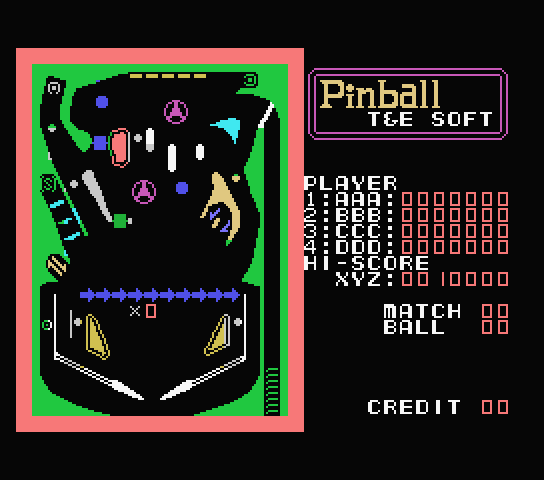 Pinball
T&E SOFT
PLAYER
1:AAA:0000000
2:BBB:0000000
3:CCC:0000000
4:DDD:0000000
HI-SCORE
XYZ:0010000
×0
MATCH 00
BALL 00
CREDIT 00